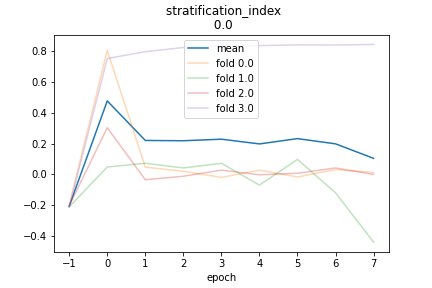 stratification_index
0.0
mean
fold 0.0
fold 1.0
fold 2.0
fold 3.0
0.8
0.6
0.4
0.2
0.0
−0.2
−0.4
−1 0 1 2 3 4 5 6 7
epoch